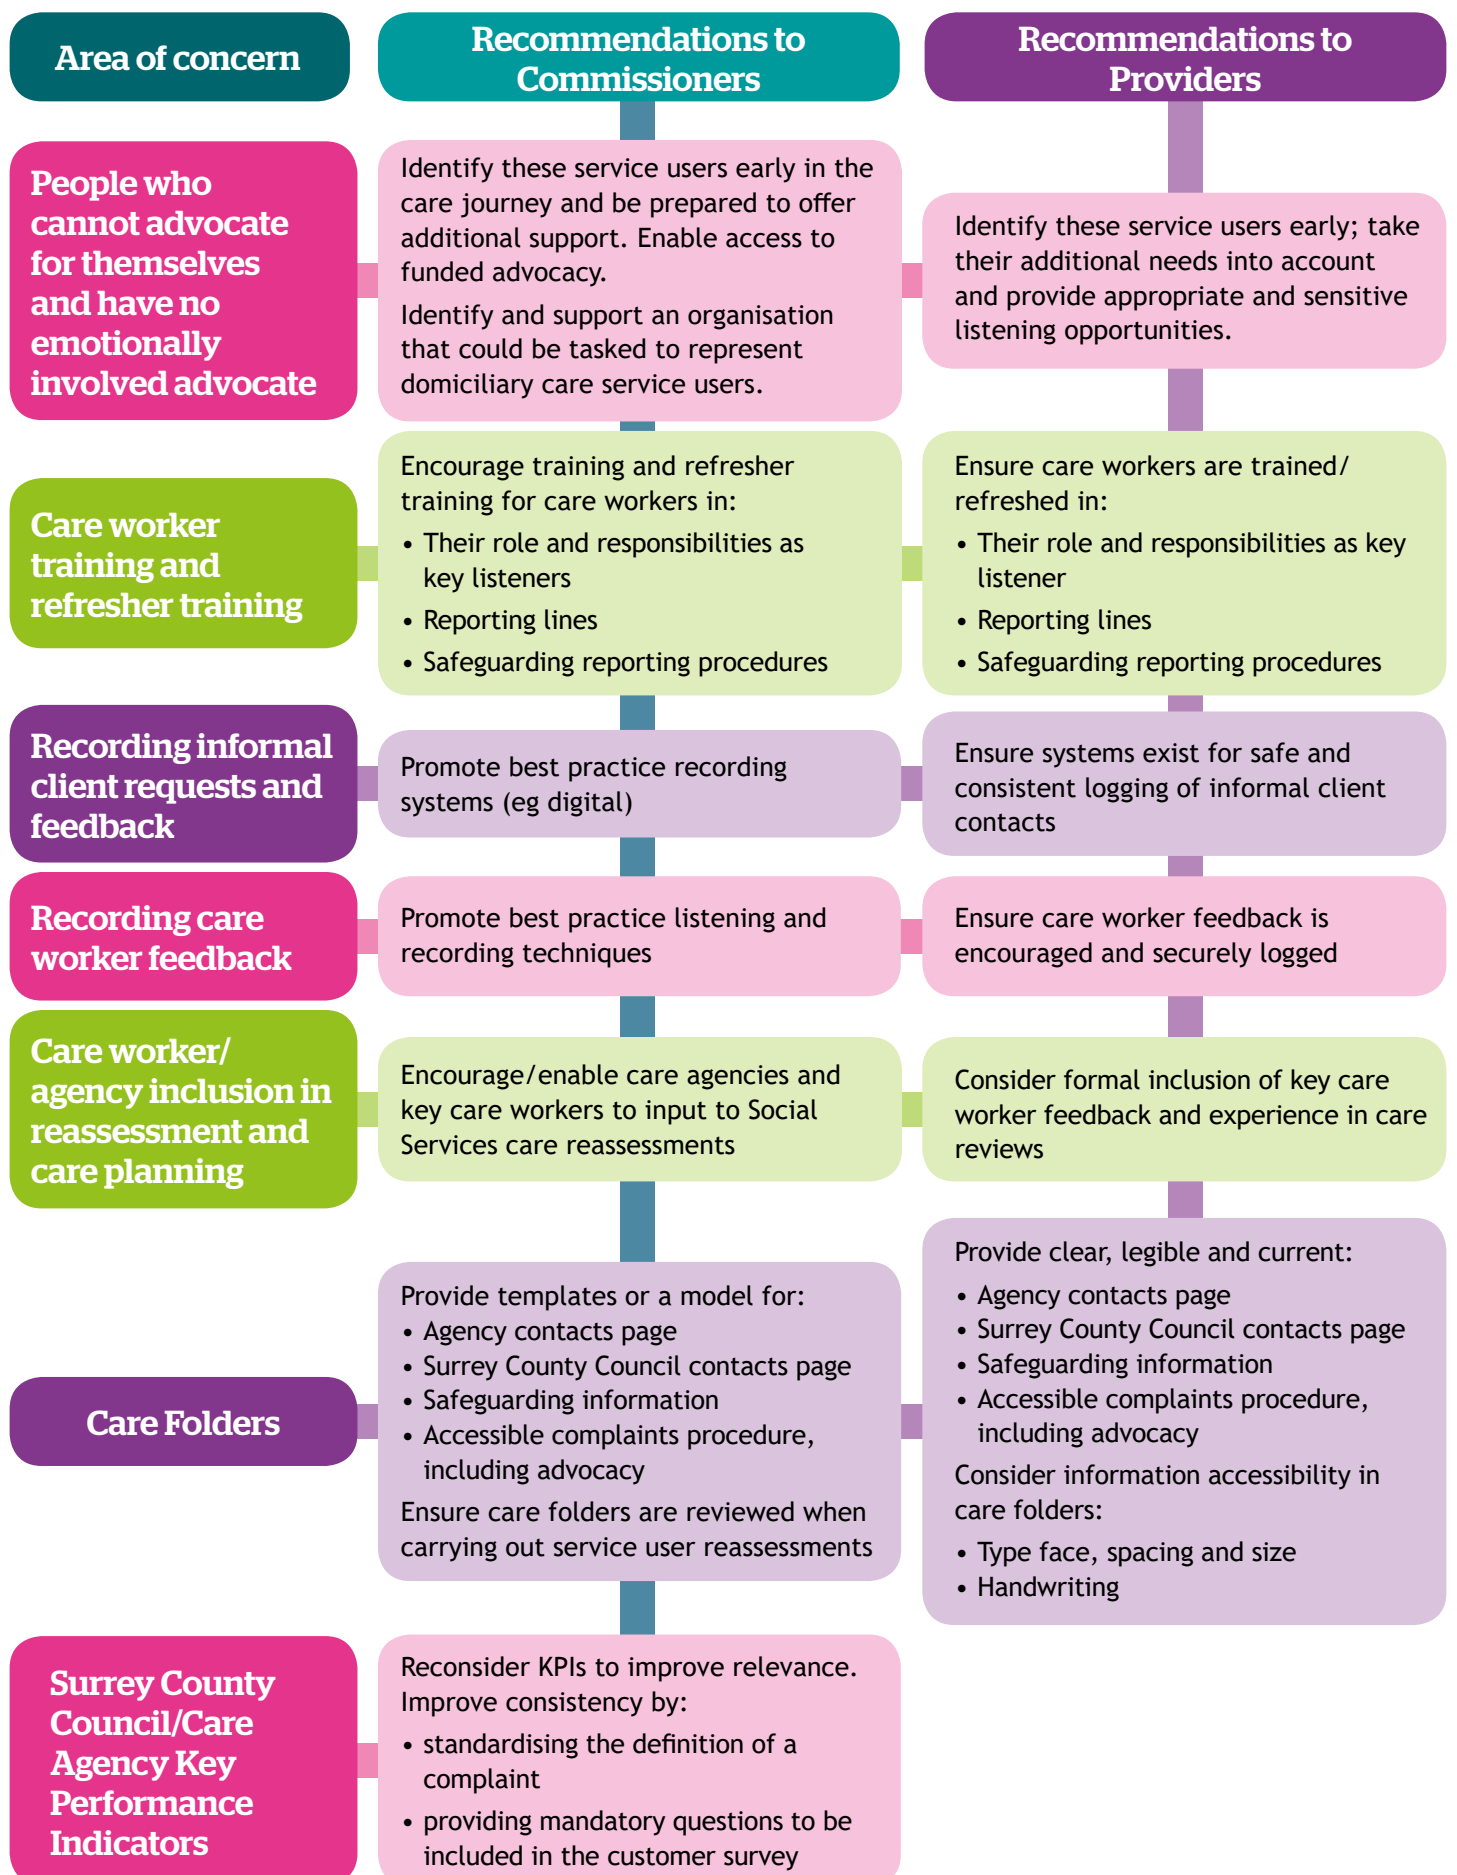 Area of concern
Recommendations to
Commissioners
Recommendations to
Providers
People who
cannot advocate
for themselves
and have no
emotionally
involved advocate
Identify these service users early in the
care journey and be prepared to offer
additional support. Enable access to
funded advocacy.
Identify and support an organisation
that could be tasked to represent
domiciliary care service users.
Identify these service users early; take
their additional needs into account
and provide appropriate and sensitive
listening opportunities.
Care worker
training and
refresher training
Encourage training and refresher
training for care workers in:
• Their role and responsibilities as
key listeners
• Reporting lines
• Safeguarding reporting procedures
Ensure care workers are trained/
refreshed in:
• Their role and responsibilities as key
listener
• Reporting lines
• Safeguarding reporting procedures
Recording informal
client requests and
feedback
Promote best practice recording
systems (eg digital)
Ensure systems exist for safe and
consistent logging of informal client
contacts
Recording care
worker feedback
Promote best practice listening and
recording techniques
Ensure care worker feedback is
encouraged and securely logged
Care worker/
agency inclusion in
reassessment and
care planning
Encourage/enable care agencies and
key care workers to input to Social
Services care reassessments
Consider formal inclusion of key care
worker feedback and experience in care
reviews
Care Folders
Provide templates or a model for:
• Agency contacts page
• Surrey County Council contacts page
• Safeguarding information
• Accessible complaints procedure,
including advocacy
Ensure care folders are reviewed when
carrying out service user reassessments
Provide clear, legible and current:
• Agency contacts page
• Surrey County Council contacts page
• Safeguarding information
• Accessible complaints procedure,
including advocacy
Consider information accessibility in
care folders:
• Type face, spacing and size
• Handwriting
Surrey County
Council/Care
Agency Key
Performance
Indicators
Reconsider KPIs to improve relevance.
Improve consistency by:
• standardising the definition of a
complaint
• providing mandatory questions to be
included in the customer survey